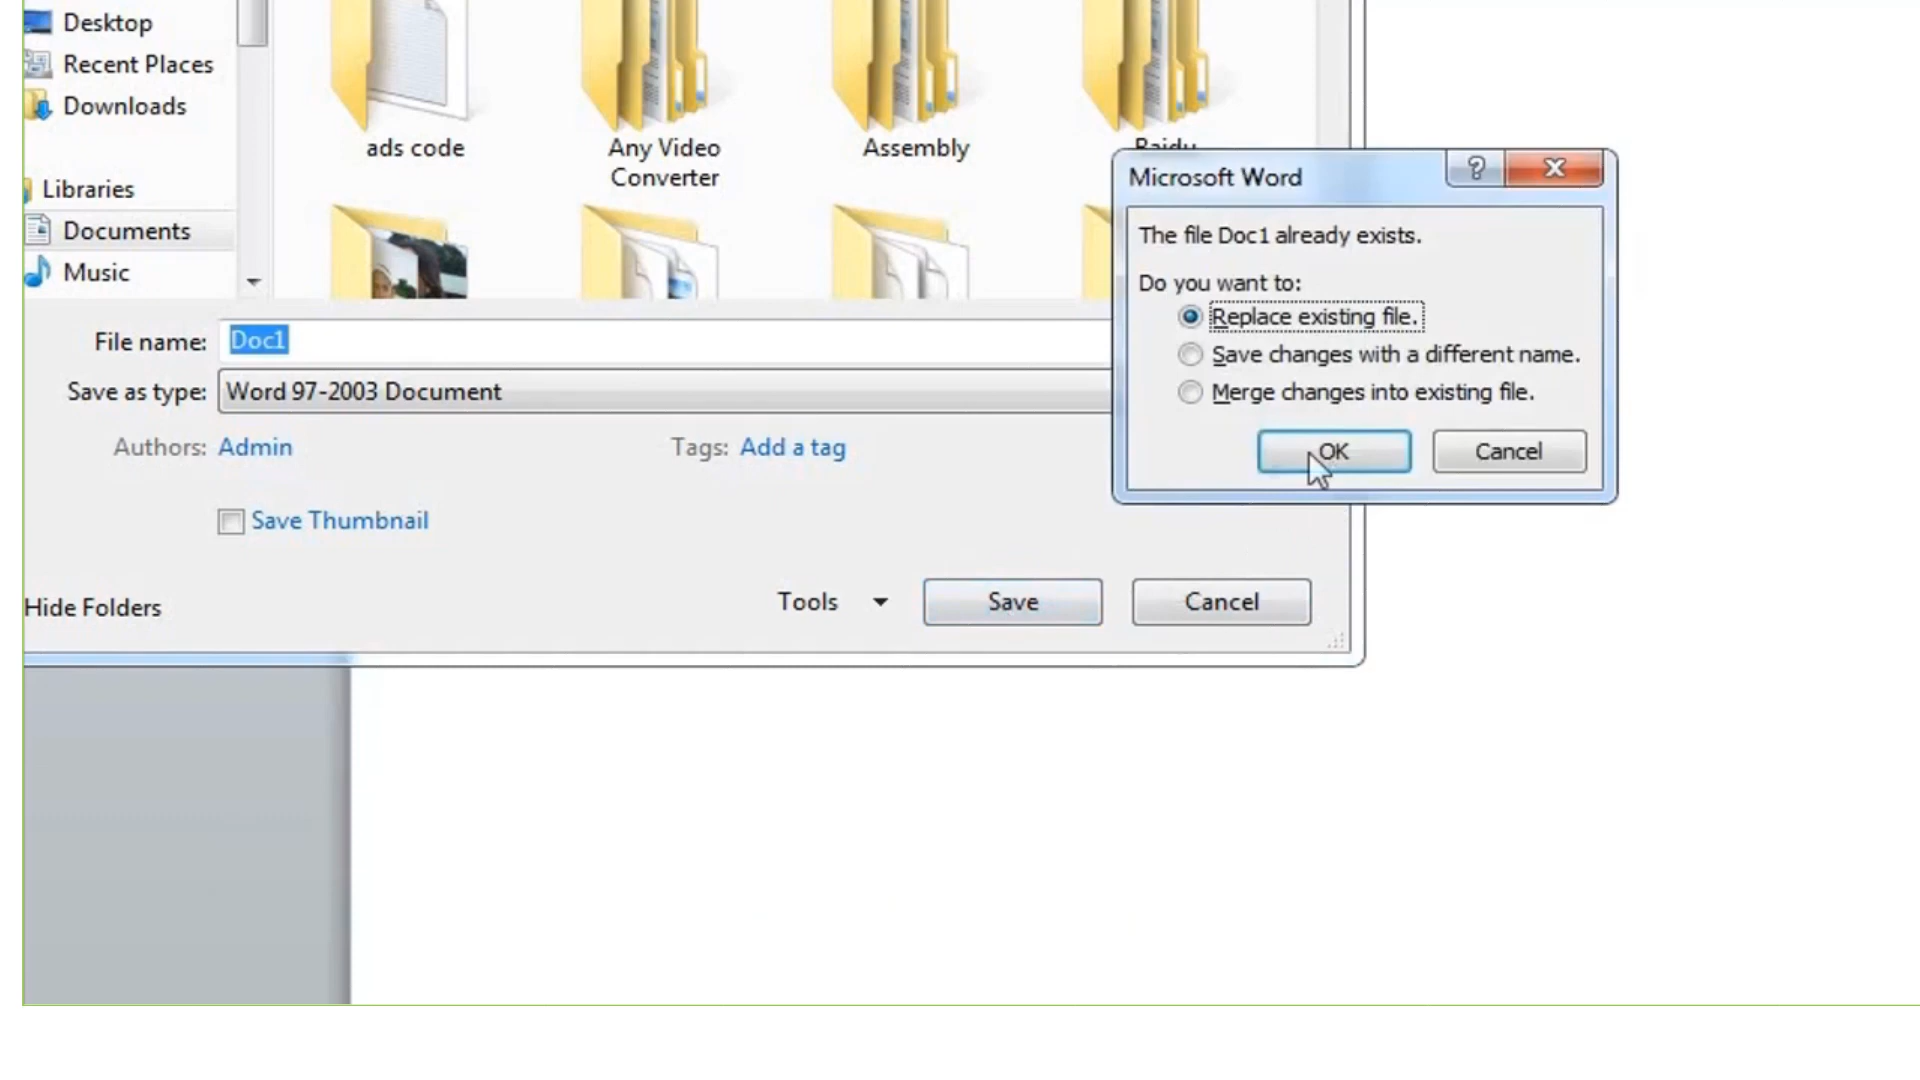 Desktop
Recent Places
Downloads
Libraries
Documents
Music
ads code
Any Video
Converter
Assembly
Baidu
File name: Doc1
Save as type: Word 97-2003 Document
Authors: Admin
Tags: Add a tag
Save Thumbnail
Hide Folders
Tools
Save
Cancel
Microsoft Word
?
The file Doc1 already exists.
Do you want to:
Replace existing file.
Save changes with a different name.
Merge changes into existing file.
OK
Cancel